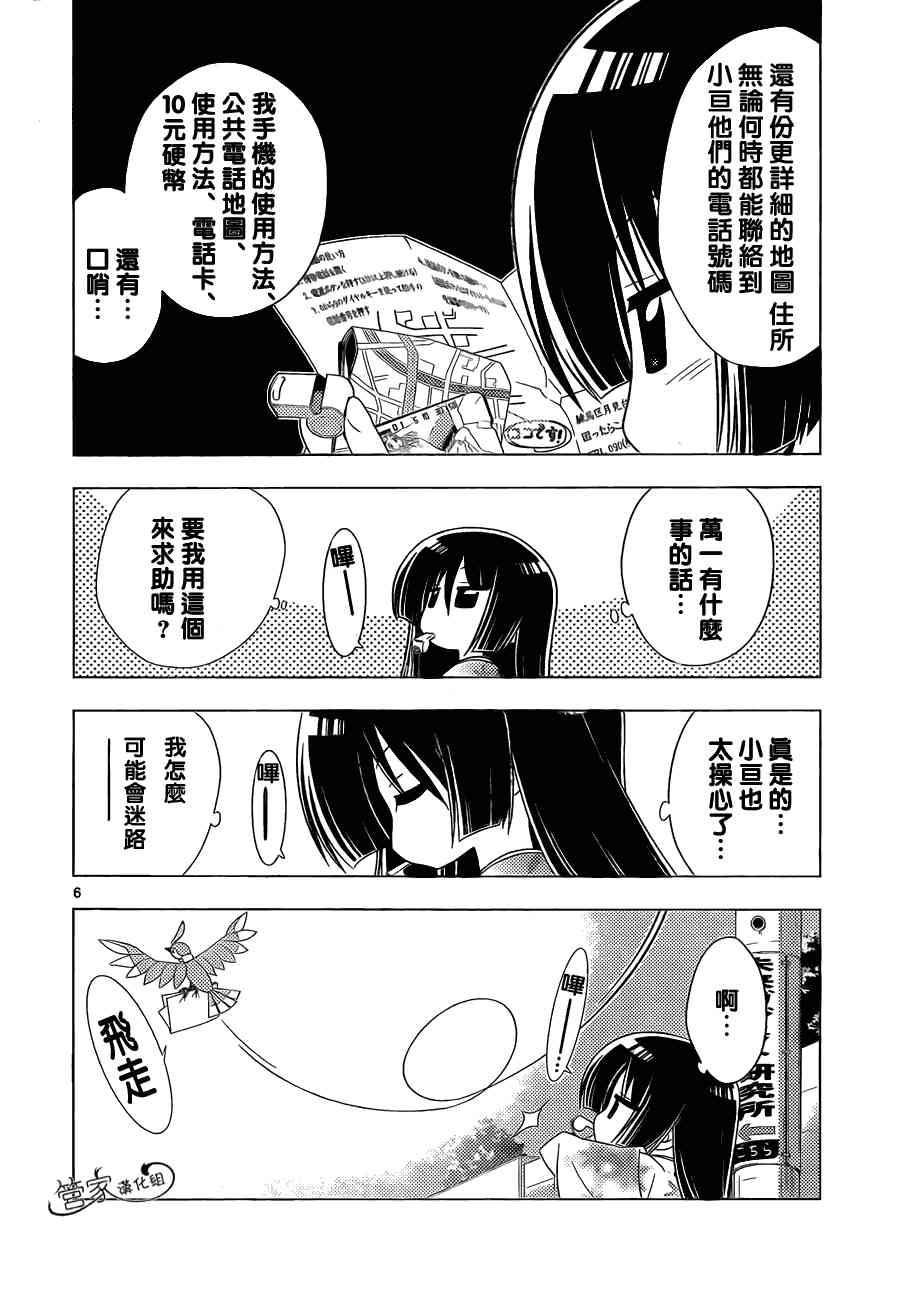 還有份更詳細的地圖 住所
無論何時都能聯絡到
小亘他們的電話號碼
我手機的使用方法、
公共電話地圖、
使用方法、電話卡、
10元硬幣
還有…
口哨…
ココです!
萬一有什麼
事的話…
嗶——
要我用這個
來求助嗎?
真是的…
小亘也
太操心了…
嗶——
我怎麼
——
可能會迷路
6
啊…
嗶——…
飛走
研究所
管家
漢化組